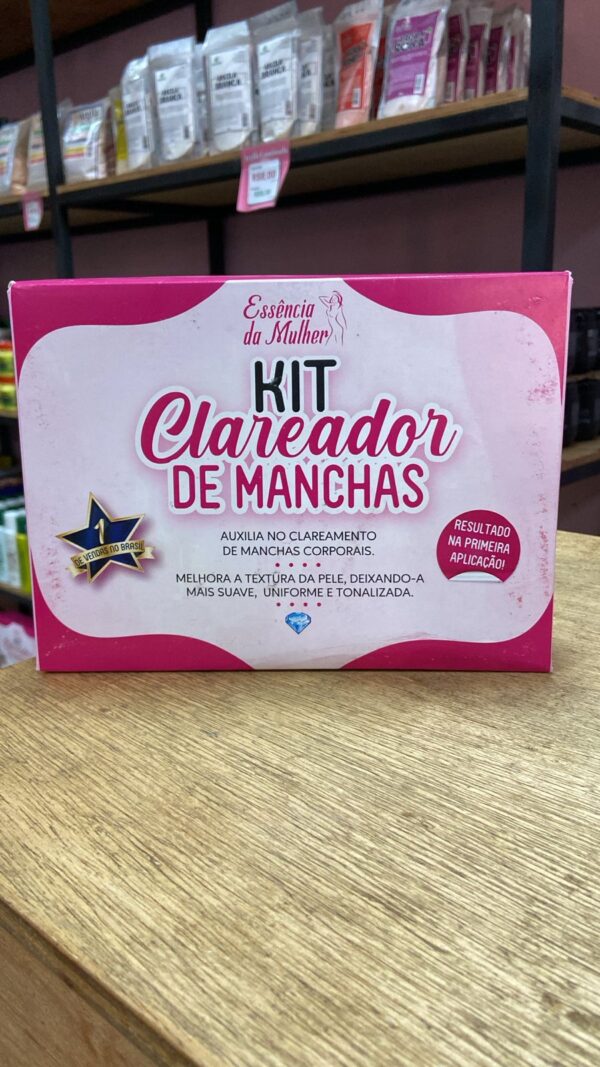 Essência
da Mulher
KIT
Clareador
DE MANCHAS
1
DE VENDAS NO BRASIL
AUXILIA NO CLAREAMENTO
DE MANCHAS CORPORAIS.
MELHORA A TEXTURA DA PELE, DEIXANDO-A
MAIS SUAVE, UNIFORME E TONALIZADA.
RESULTADO
NA PRIMEIRA
APLICAÇÃO!